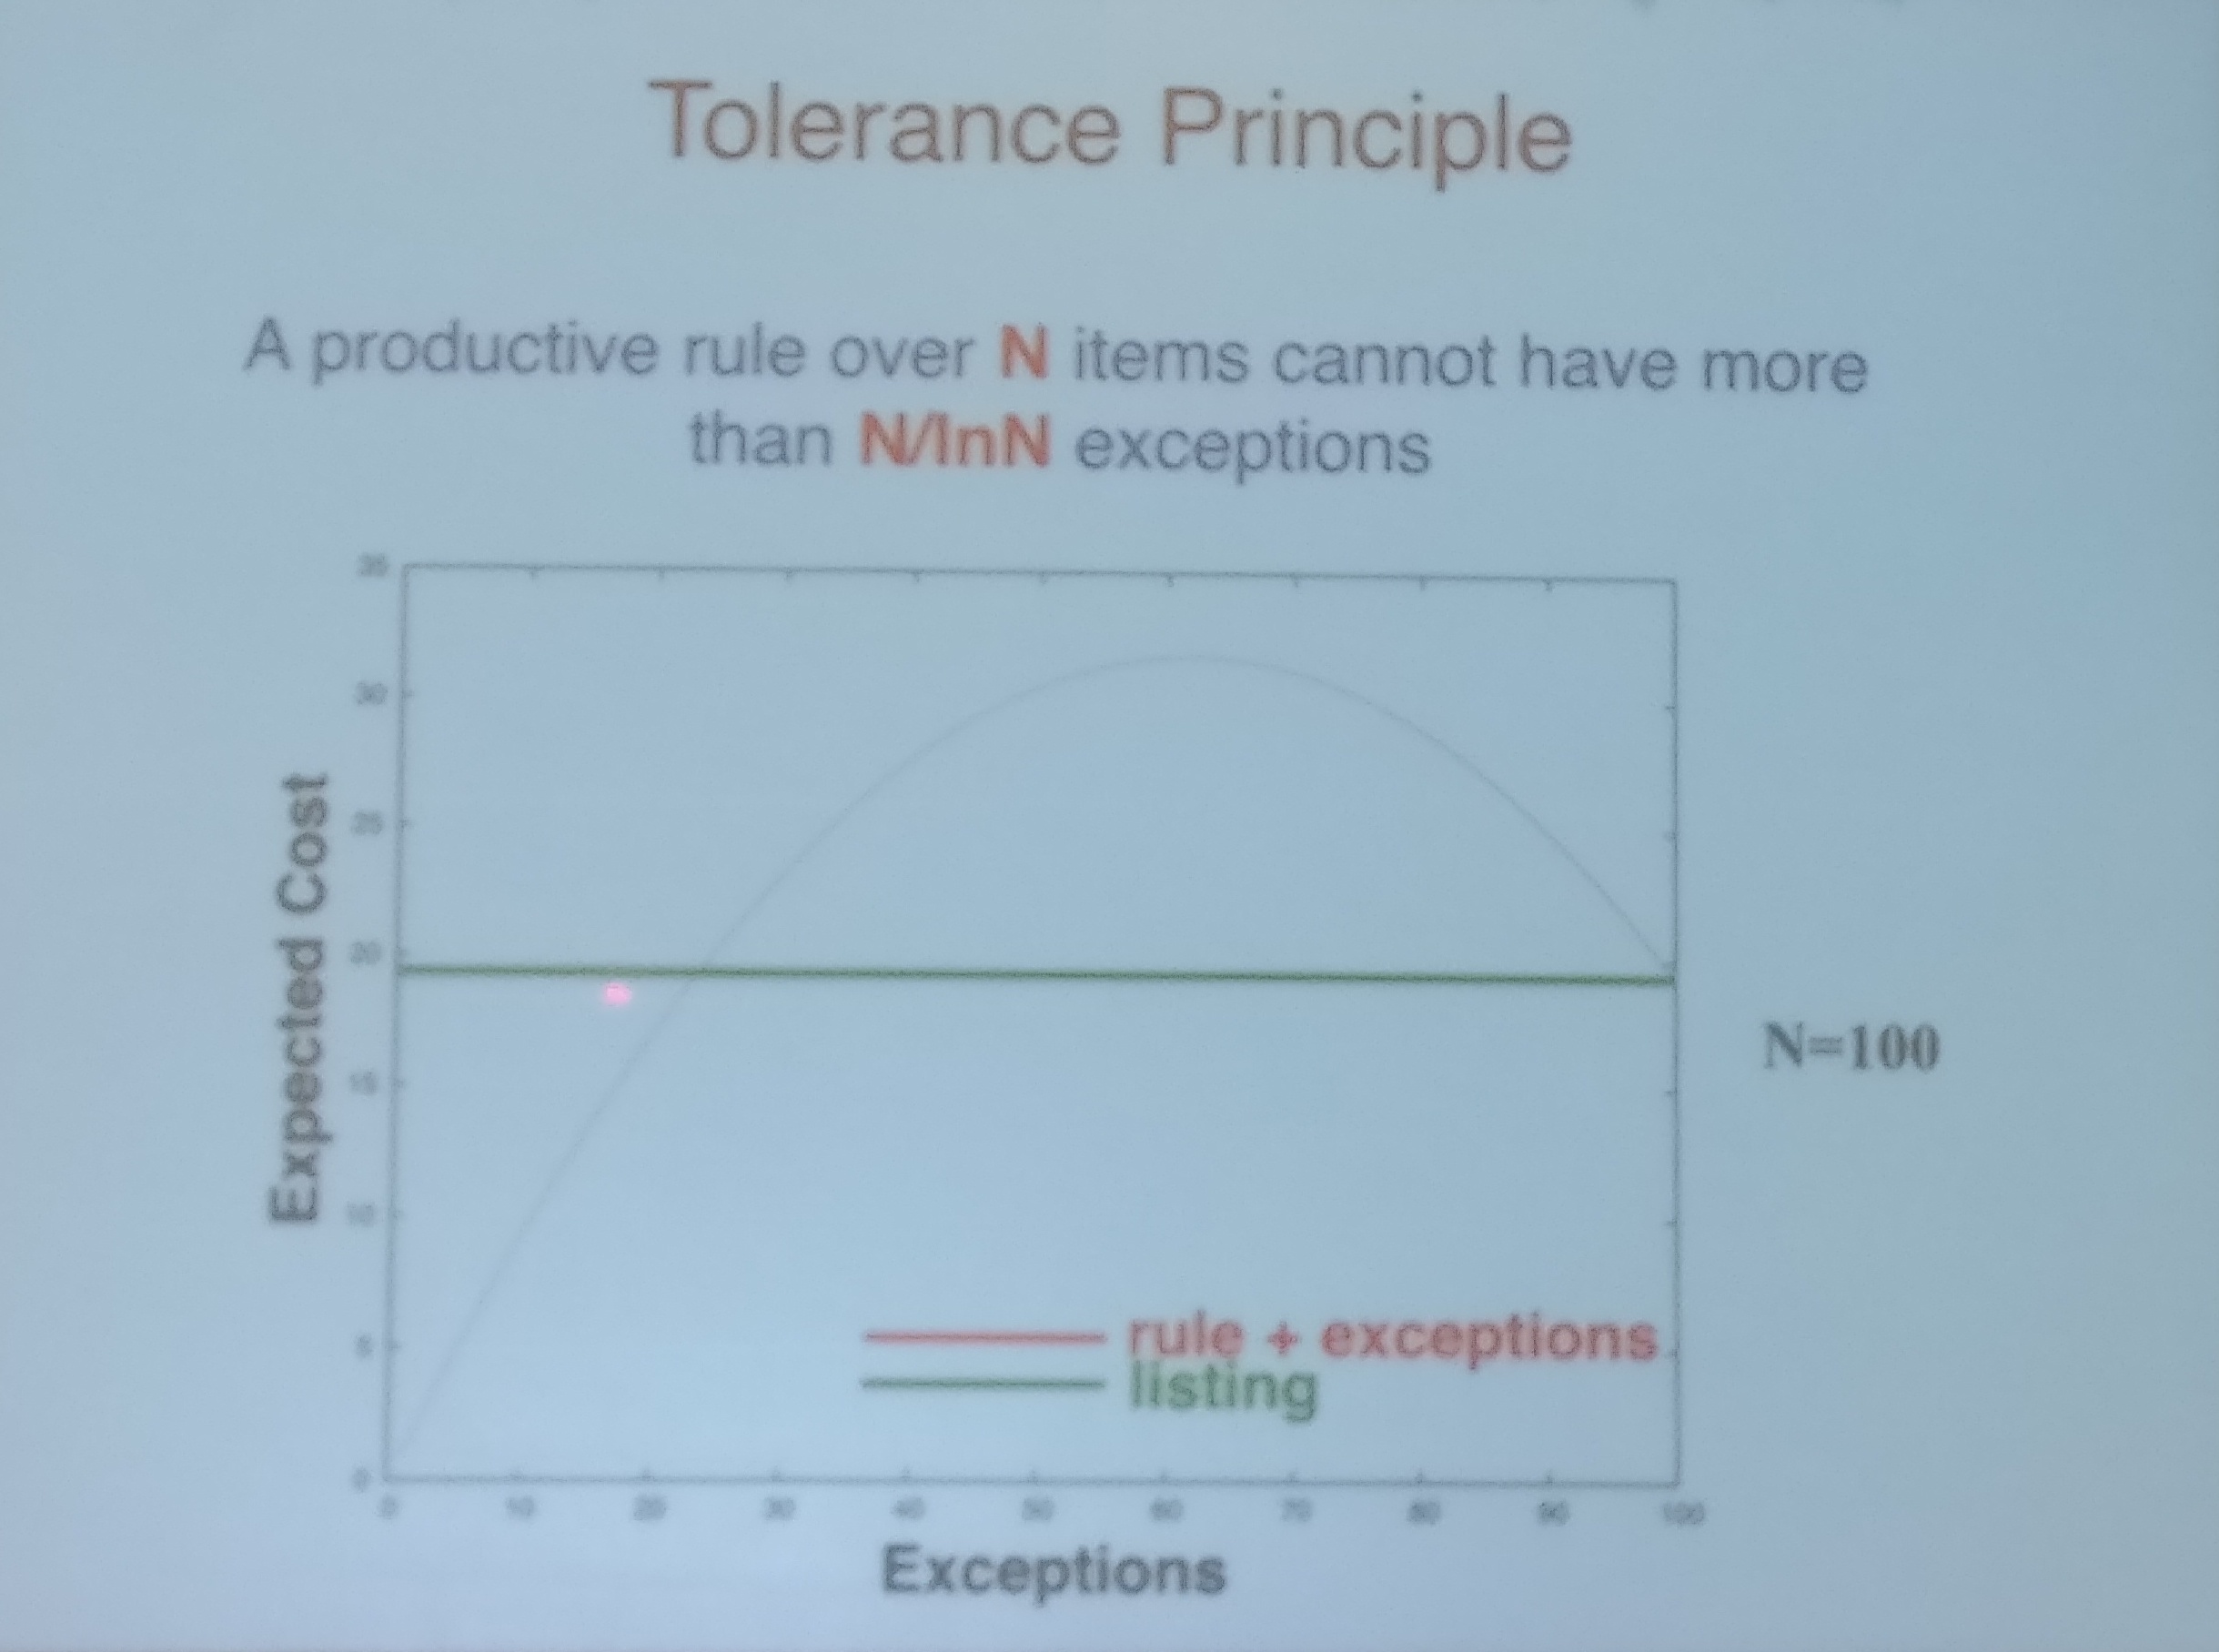 Tolerance Principle
A productive rule over N items cannot have more
than N/lnN exceptions
35
30
25
20
15
10
5
0
Expected Cost
0 10 20 30 40 50 60 70 80 90 100
Exceptions
rule + exceptions
listing
N=100